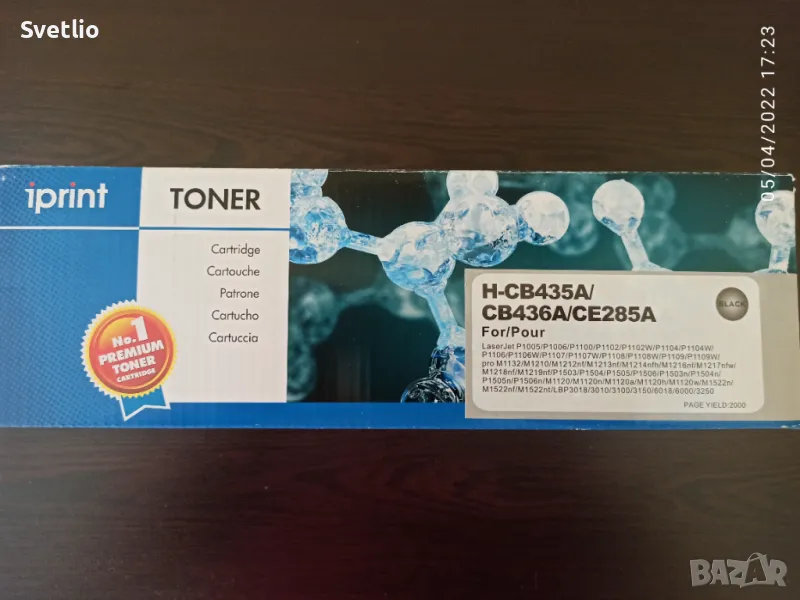 Svetlio
05/04/2022 17:23
iprint
TONER
Cartridge
Cartouche
Patrone
Cartucho
Cartuccia
No.1
PREMIUM
TONER
CARTRIDGE
H-CB435A/
CB436A/CE285A
For/Pour
BLACK
LaserJet P1005/P1006/P1100/P1102/P1102W/P1104/P1104W/
P1106/P1106W/P1107/P1107W/P1108/P1108W/P1109/P1109W/
pro M1132/M1210/M1212nf/M1213nf/M1214nfh/M1216nf/M1217nfw/
M1218nf/M1219nf/P1503/P1504/P1505/P1506/P1503n/P1504n/
P1505n/P1506n/M1120/M1120n/M1120a/M1120h/M1120w/M1522n/
M1522nf/M1522nt/LBP3018/3010/3100/3150/6018/6000/3250
PAGE YIELD:2000
BAZAR